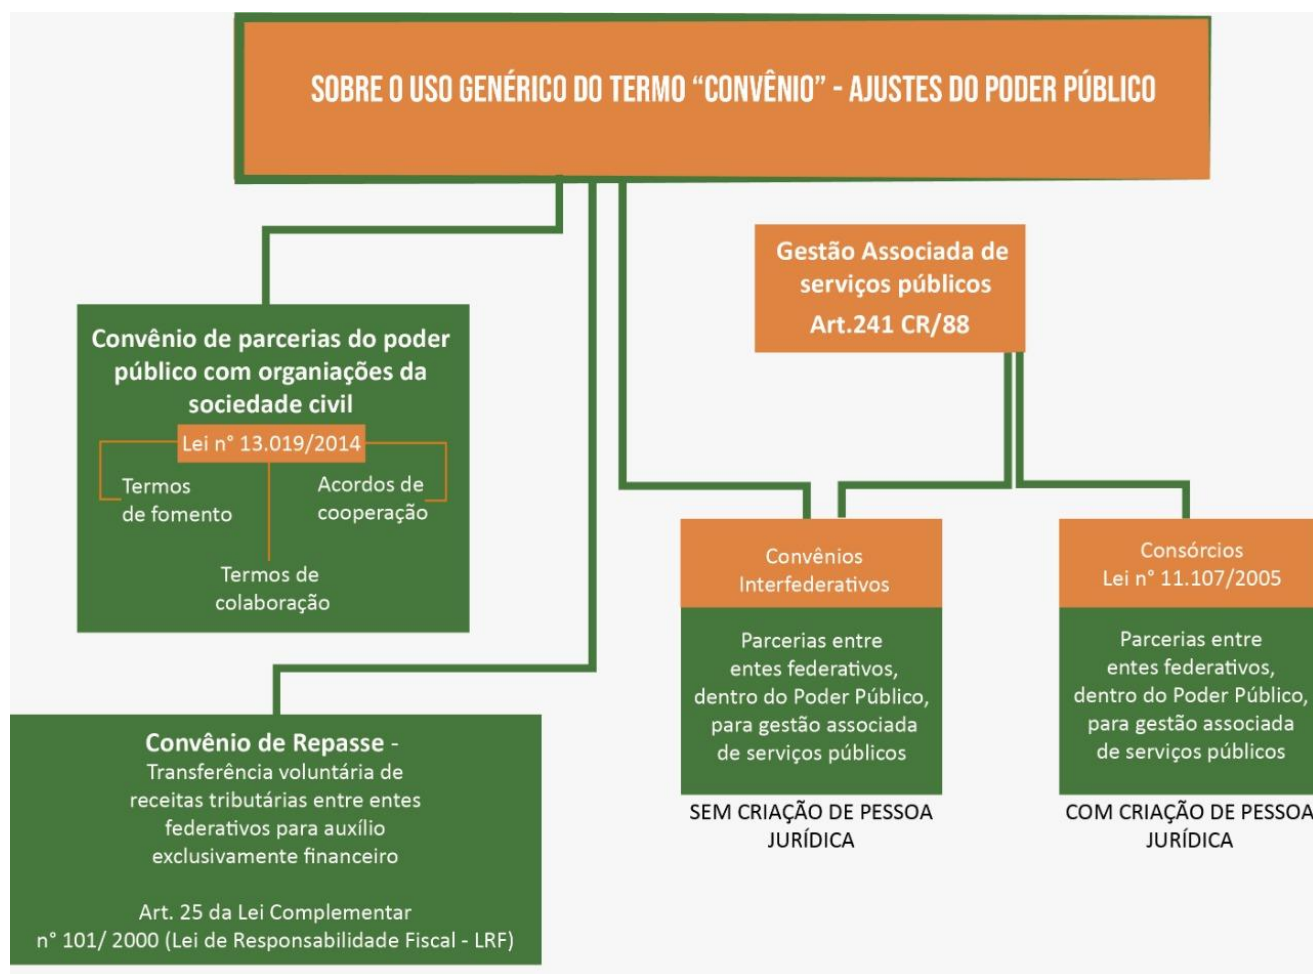 SOBRE O USO GENÉRICO DO TERMO “CONVÊNIO” - AJUSTES DO PODER PÚBLICO
Gestão Associada de
serviços públicos
Art.241 CR/88
Convênio de parcerias do poder
público com organiações da
sociedade civil
Lei n° 13.019/2014
Termos
de fomento
Acordos de
cooperação
Termos de
colaboração
Convênios
Interfederativos
Parcerias entre
entes federativos,
dentro do Poder Público,
para gestão associada
de serviços públicos
SEM CRIAÇÃO DE PESSOA
JURÍDICA
Consórcios
Lei n° 11.107/2005
Parcerias entre
entes federativos,
dentro do Poder Público,
para gestão associada
de serviços públicos
COM CRIAÇÃO DE PESSOA
JURÍDICA
Convênio de Repasse -
Transferência voluntária de
receitas tributárias entre entes
federativos para auxílio
exclusivamente financeiro
Art. 25 da Lei Complementar
n° 101/ 2000 (Lei de Responsabilidade Fiscal - LRF)